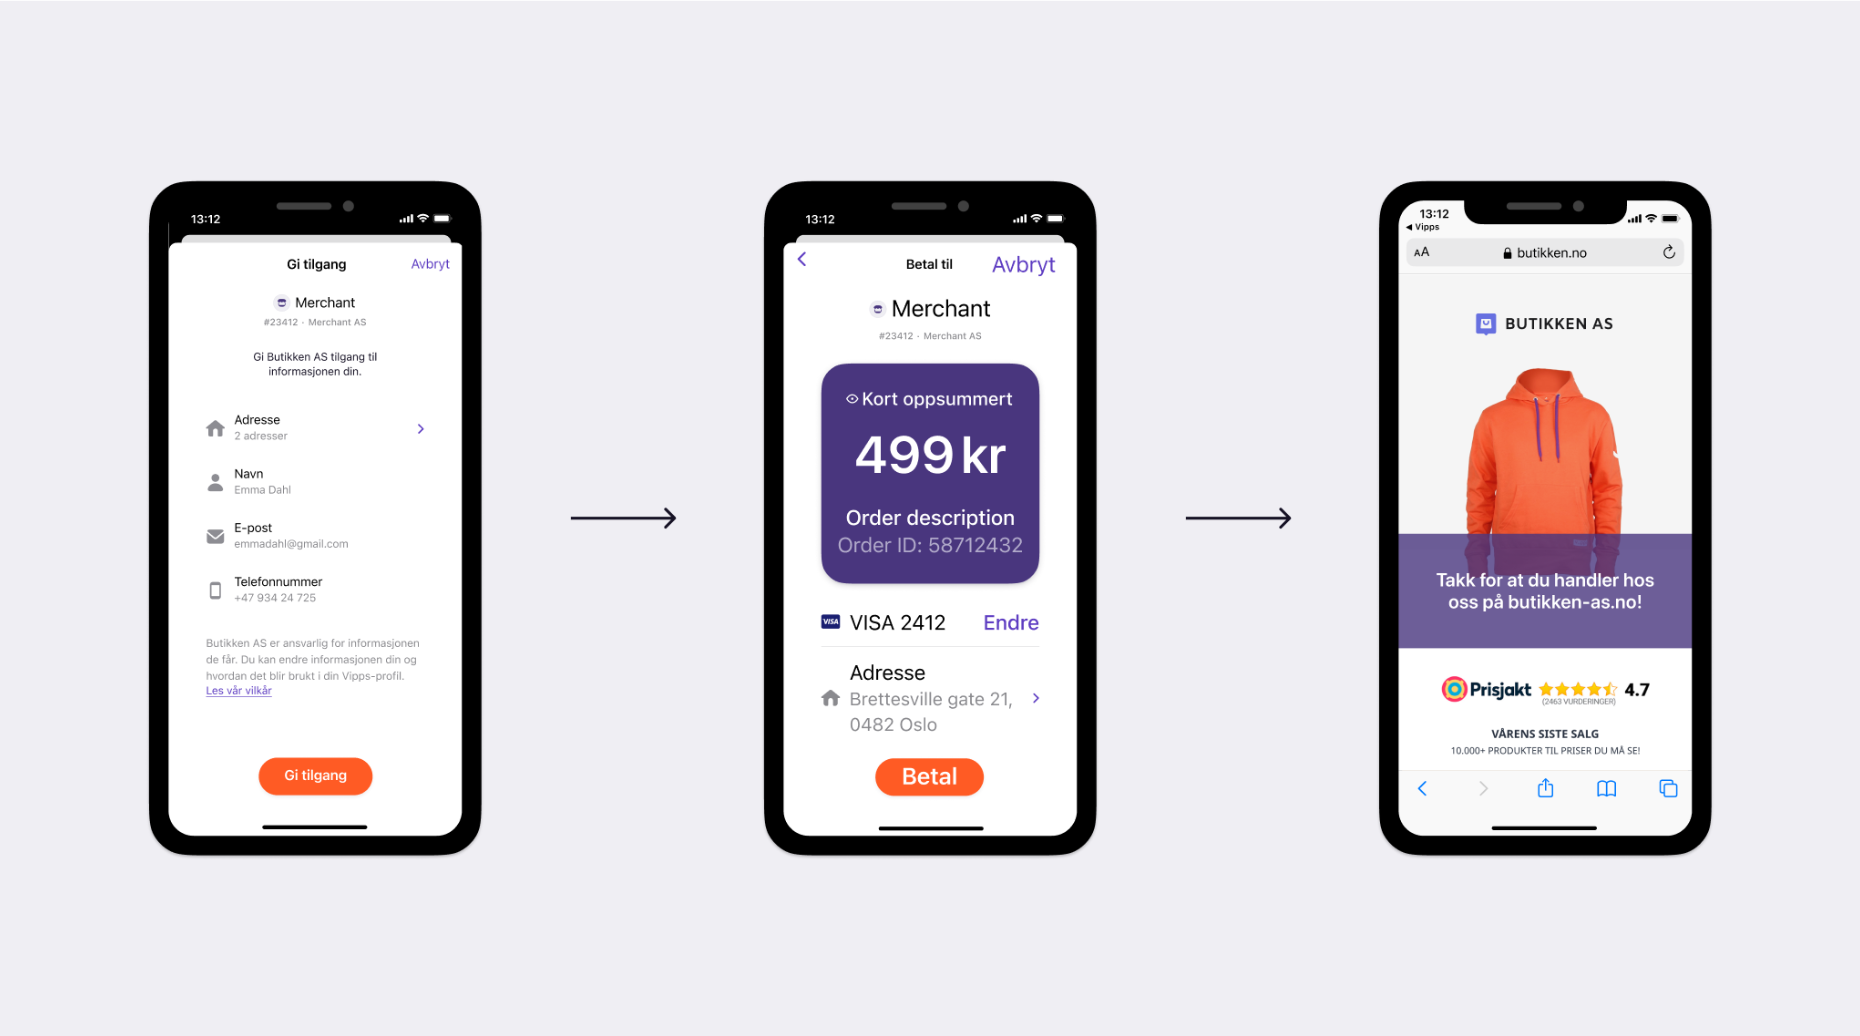 13:12
Gi tilgang
Avbryt
Merchant
#23412 · Merchant AS
Gi Butikken AS tilgang til
informasjonen din.
Adresse
2 adresser
Navn
Emma Dahl
E-post
emmadahl@gmail.com
Telefonnummer
+47 934 24 725
Butikken AS er ansvarlig for informasjonen
de får. Du kan endre informasjonen din og
hvordan det blir brukt i din Vipps-profil.
Les vår vilkår
Gi tilgang
13:12
Betal til
Avbryt
Merchant
#23412 · Merchant AS
Kort oppsummert
499 kr
Order description
Order ID: 58712432
VISA
VISA 2412
Endre
Adresse
Brettesville gate 21,
0482 Oslo
Betal
13:12
Vipps
AA
butikken.no
BUTIKKEN AS
Takk for at du handler hos
oss på butikken-as.no!
Prisjakt
4.7
(2463 VURDERINGER)
VÅRENS SISTE SALG
10.000+ PRODUKTER TIL PRISER DU MÅ SE!